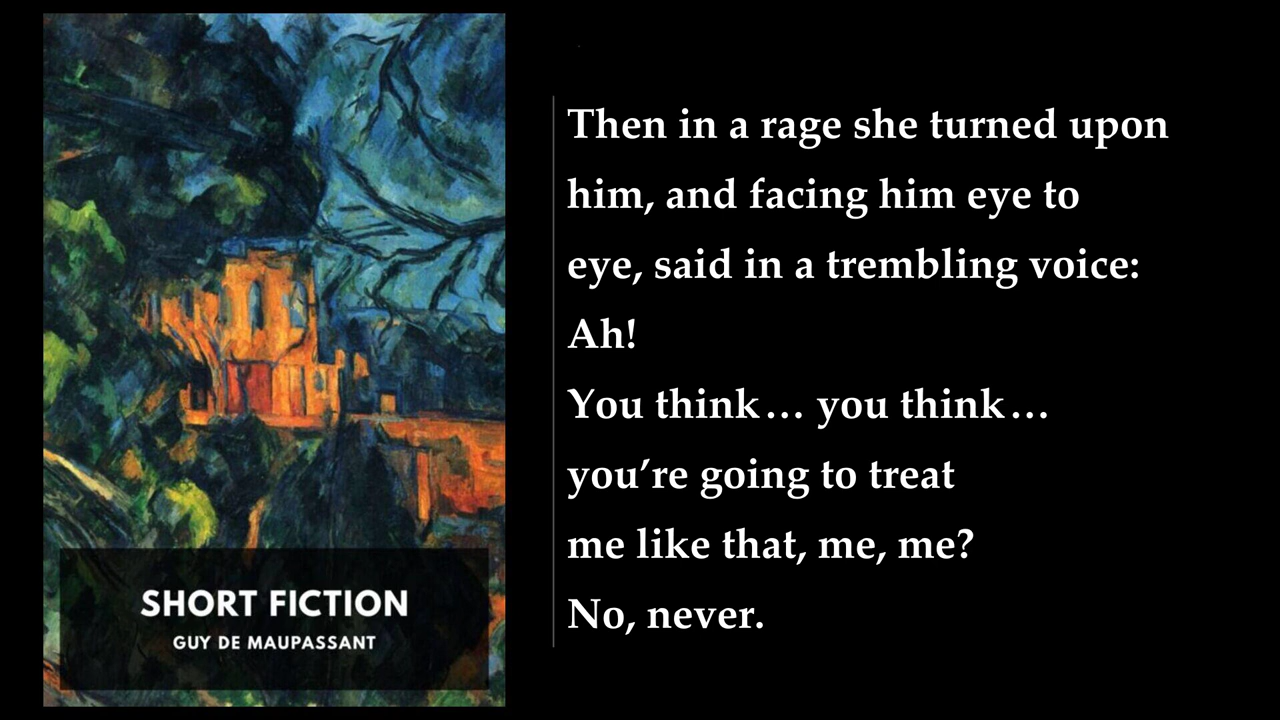 SHORT FICTION
GUY DE MAUPASSANT
Then in a rage she turned upon
him, and facing him eye to
eye, said in a trembling voice:
Ah!
You think… you think…
you’re going to treat
me like that, me, me?
No, never.